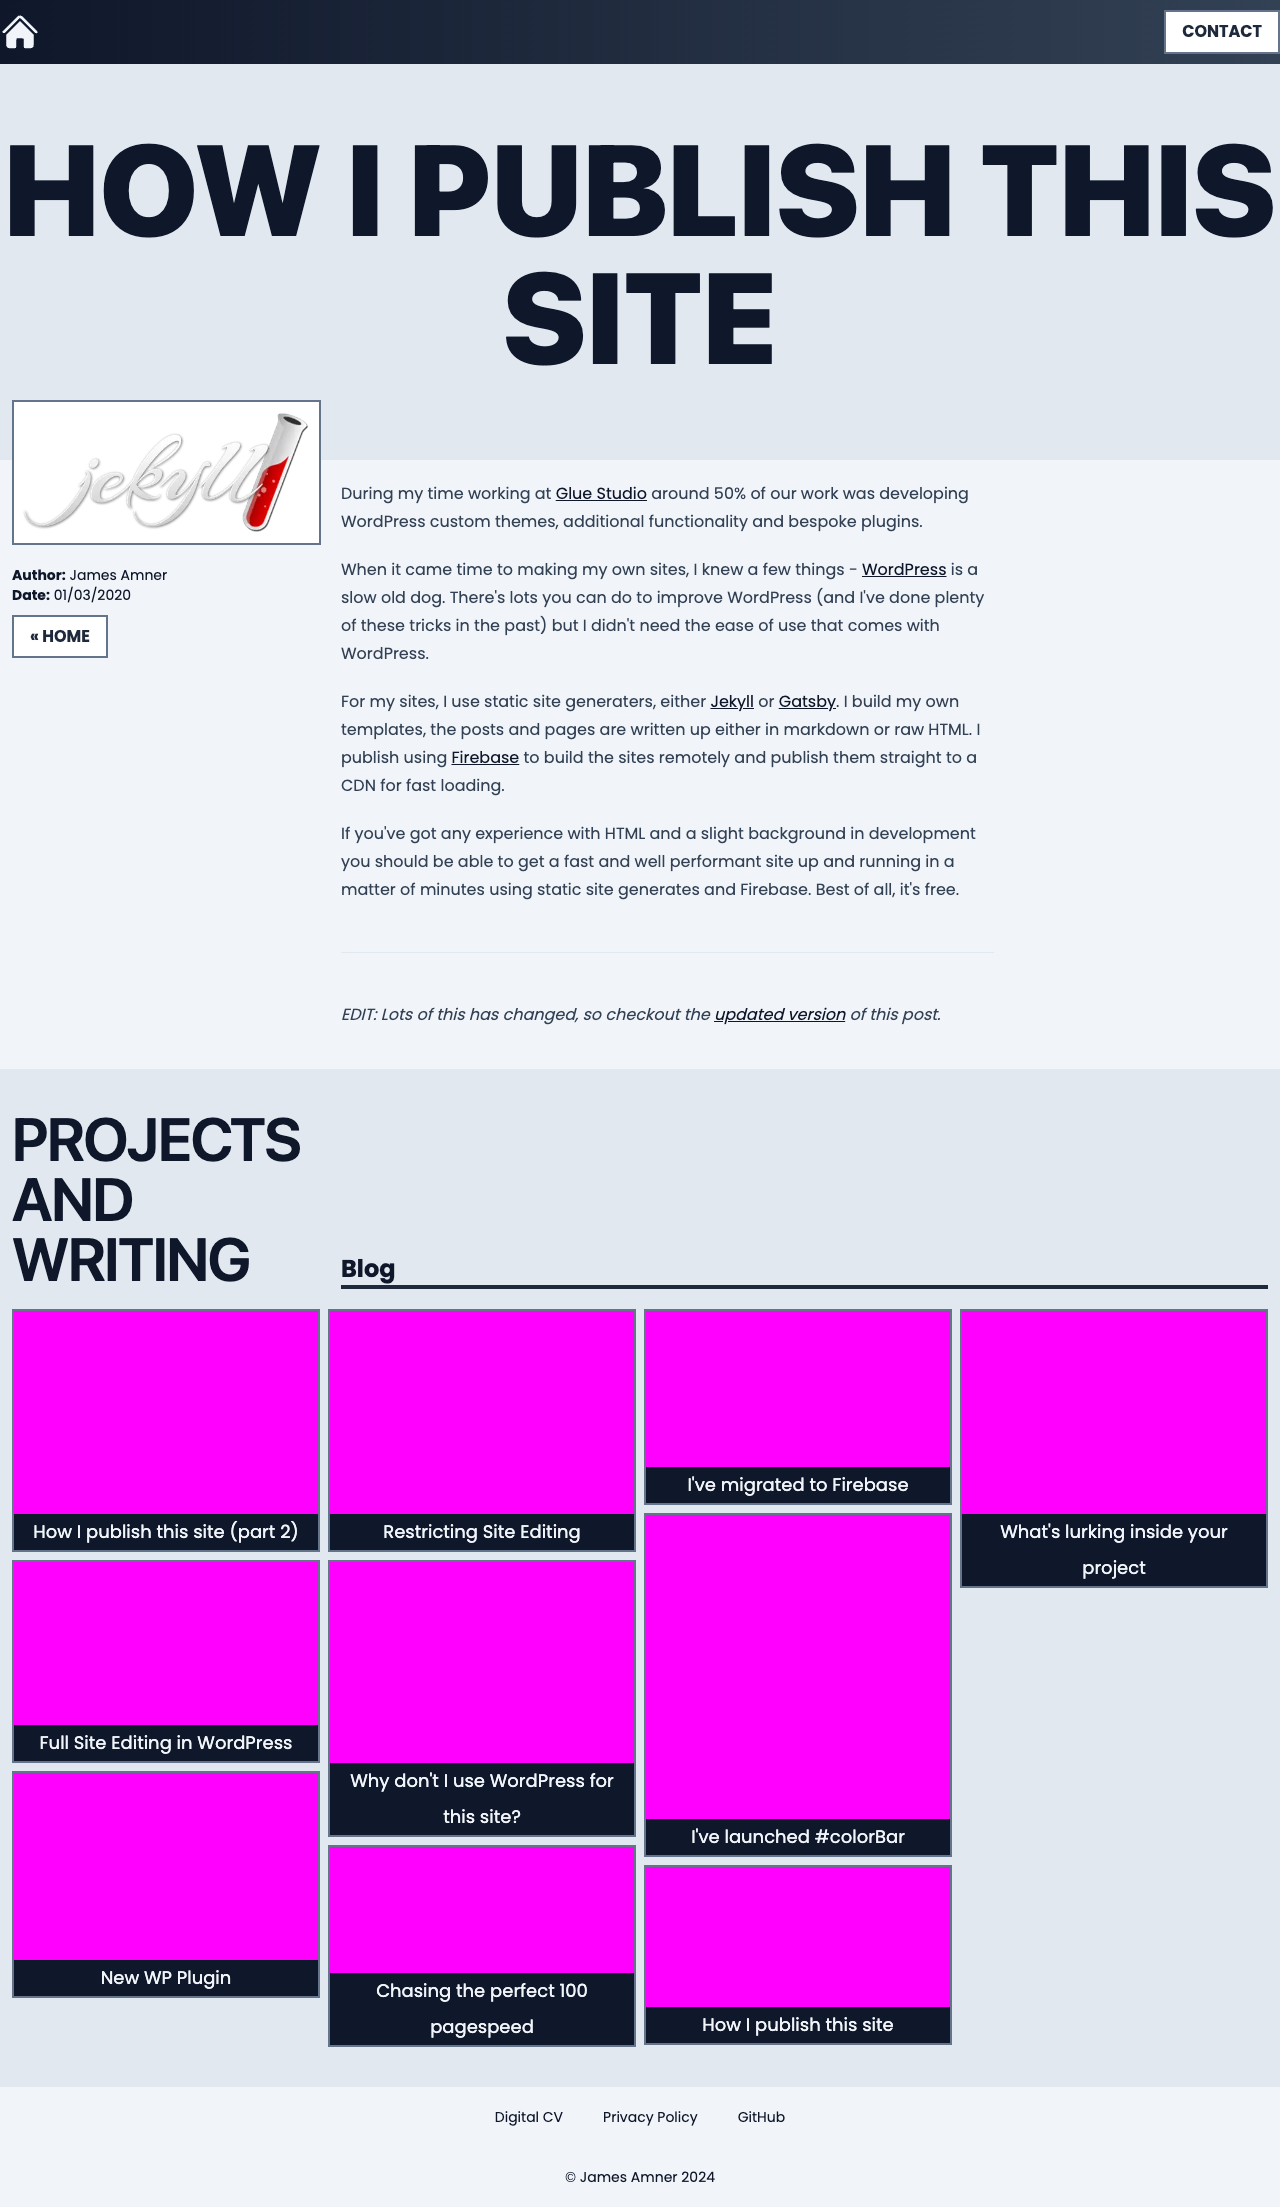 CONTACT
HOW I PUBLISH THIS
SITE
jekyll
During my time working at Glue Studio around 50% of our work was developing
WordPress custom themes, additional functionality and bespoke plugins.
When it came time to making my own sites, I knew a few things - WordPress is a
slow old dog. There's lots you can do to improve WordPress (and I've done plenty
of these tricks in the past) but I didn't need the ease of use that comes with
WordPress.
For my sites, I use static site generaters, either Jekyll or Gatsby. I build my own
templates, the posts and pages are written up either in markdown or raw HTML. I
publish using Firebase to build the sites remotely and publish them straight to a
CDN for fast loading.
If you've got any experience with HTML and a slight background in development
you should be able to get a fast and well performant site up and running in a
matter of minutes using static site generates and Firebase. Best of all, it's free.
EDIT: Lots of this has changed, so checkout the updated version of this post.
Author: James Amner
Date: 01/03/2020
« HOME
PROJECTS
AND
WRITING
Blog
How I publish this site (part 2)
Full Site Editing in WordPress
New WP Plugin
Restricting Site Editing
Why don't I use WordPress for
this site?
Chasing the perfect 100
pagespeed
I've migrated to Firebase
I've launched #colorBar
How I publish this site
What's lurking inside your
project
Digital CV
Privacy Policy
GitHub
© James Amner 2024